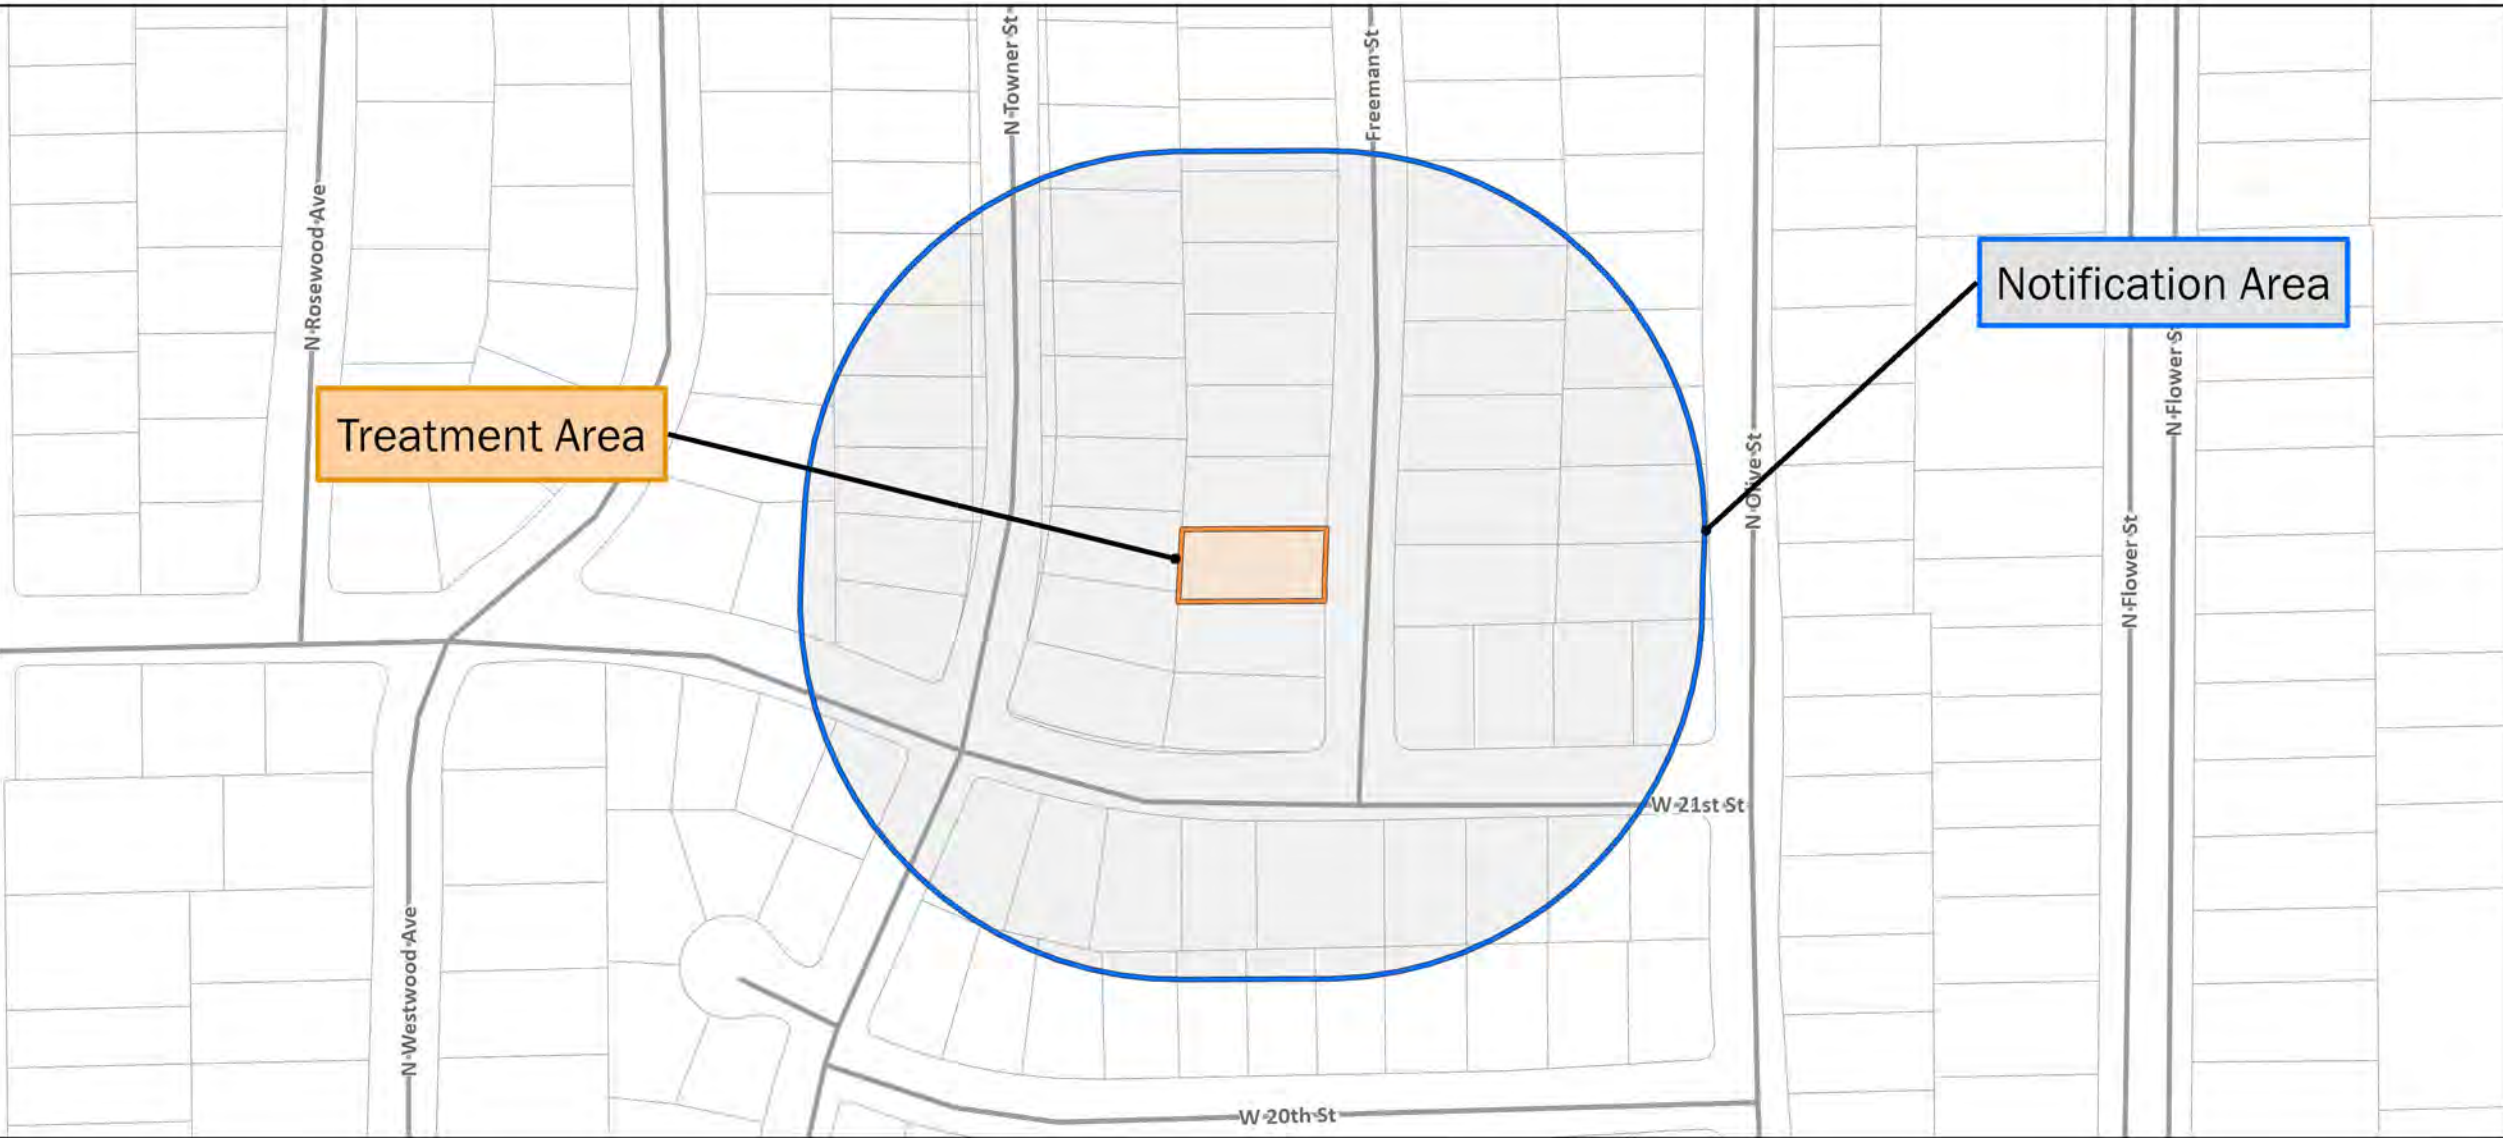 N Towner St
Freeman St
N Rosewood Ave
Notification Area
Treatment Area
N Flower St
N Olive St
N Flower St
W 21st St
N Westwood Ave
W 20th St